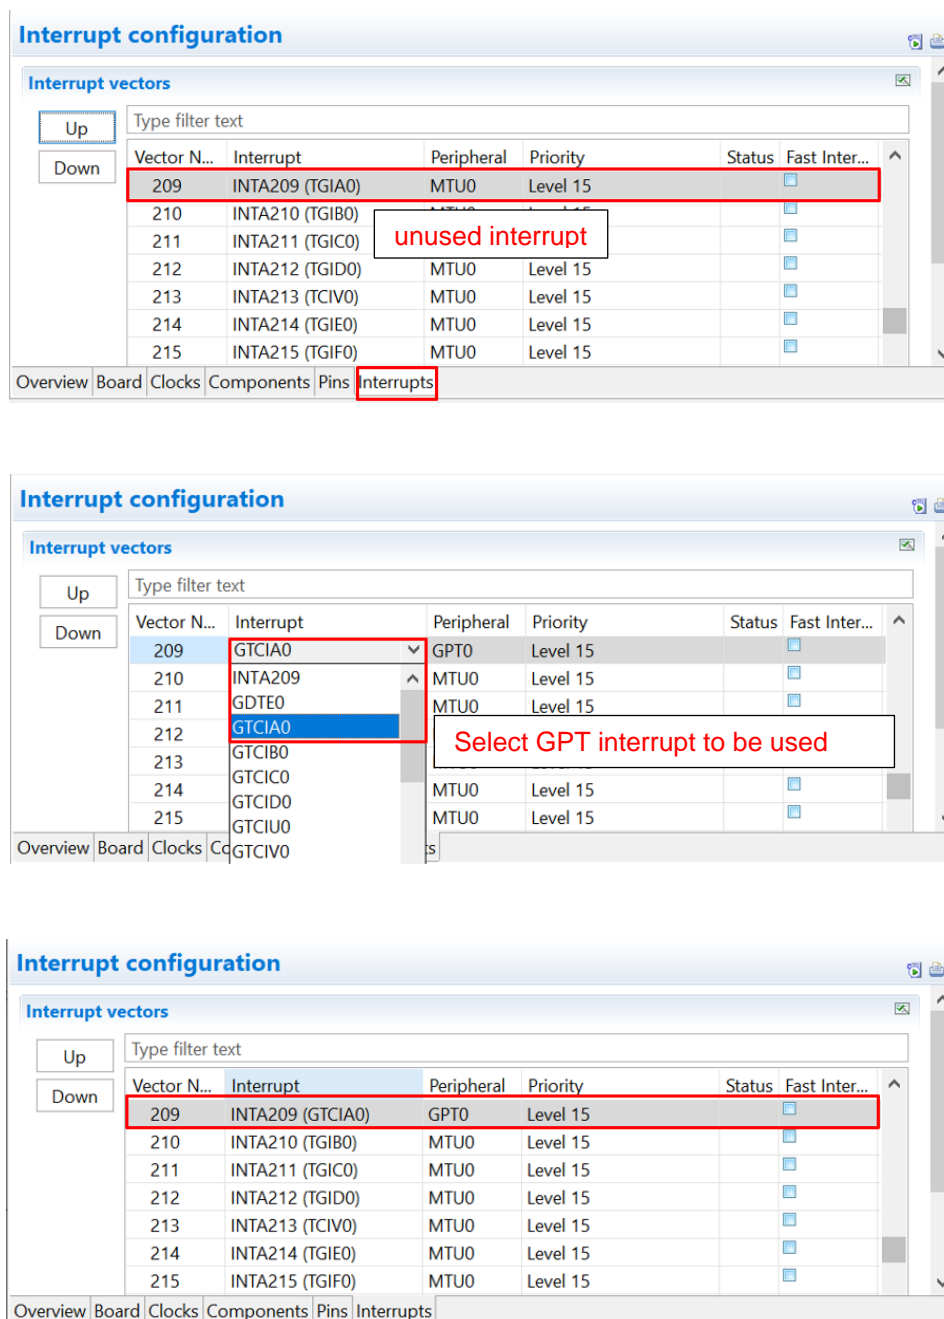 Interrupt configuration
Interrupt vectors
Up
Type filter text
Down
Vector N... Interrupt Peripheral Priority Status Fast Inter...
209 INTA209 (TGIA0) MTU0 Level 15
210 INTA210 (TGIB0)
211 INTA211 (TGIC0)
unused interrupt
212 INTA212 (TGID0) MTU0 Level 15
213 INTA213 (TCIV0) MTU0 Level 15
214 INTA214 (TGIE0) MTU0 Level 15
215 INTA215 (TGIF0) MTU0 Level 15
Overview Board Clocks Components Pins Interrupts
Interrupt configuration
Interrupt vectors
Up
Type filter text
Down
Vector N... Interrupt Peripheral Priority Status Fast Inter...
209 GTCIA0 GPT0 Level 15
210 INTA209 MTU0 Level 15
211 GDTE0 MTU0 Level 15
212 GTCIA0
Select GPT interrupt to be used
213 GTCIB0
214 GTCIC0 MTU0 Level 15
GTCID0
215 GTCIU0 MTU0 Level 15
Overview Board Clocks Co GTCIV0 ts
Interrupt configuration
Interrupt vectors
Up
Type filter text
Down
Vector N... Interrupt Peripheral Priority Status Fast Inter...
209 INTA209 (GTCIA0) GPT0 Level 15
210 INTA210 (TGIB0) MTU0 Level 15
211 INTA211 (TGIC0) MTU0 Level 15
212 INTA212 (TGID0) MTU0 Level 15
213 INTA213 (TCIV0) MTU0 Level 15
214 INTA214 (TGIE0) MTU0 Level 15
215 INTA215 (TGIF0) MTU0 Level 15
Overview Board Clocks Components Pins Interrupts